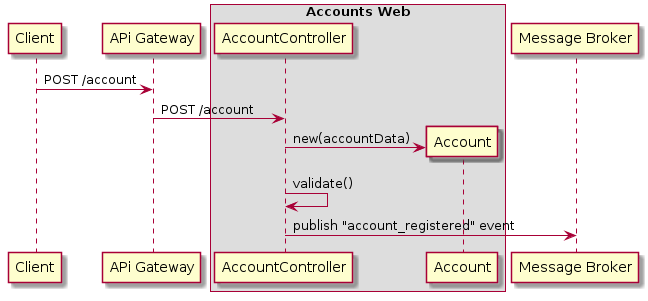 Accounts Web
Client
APi Gateway
AccountController
Message Broker
POST /account
POST /account
new(accountData)
Account
validate()
publish "account_registered" event
Client
APi Gateway
AccountController
Account
Message Broker